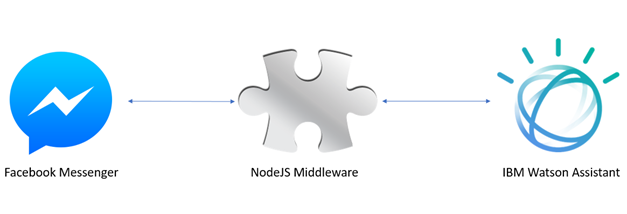 Facebook Messenger
NodeJS Middleware
IBM Watson Assistant